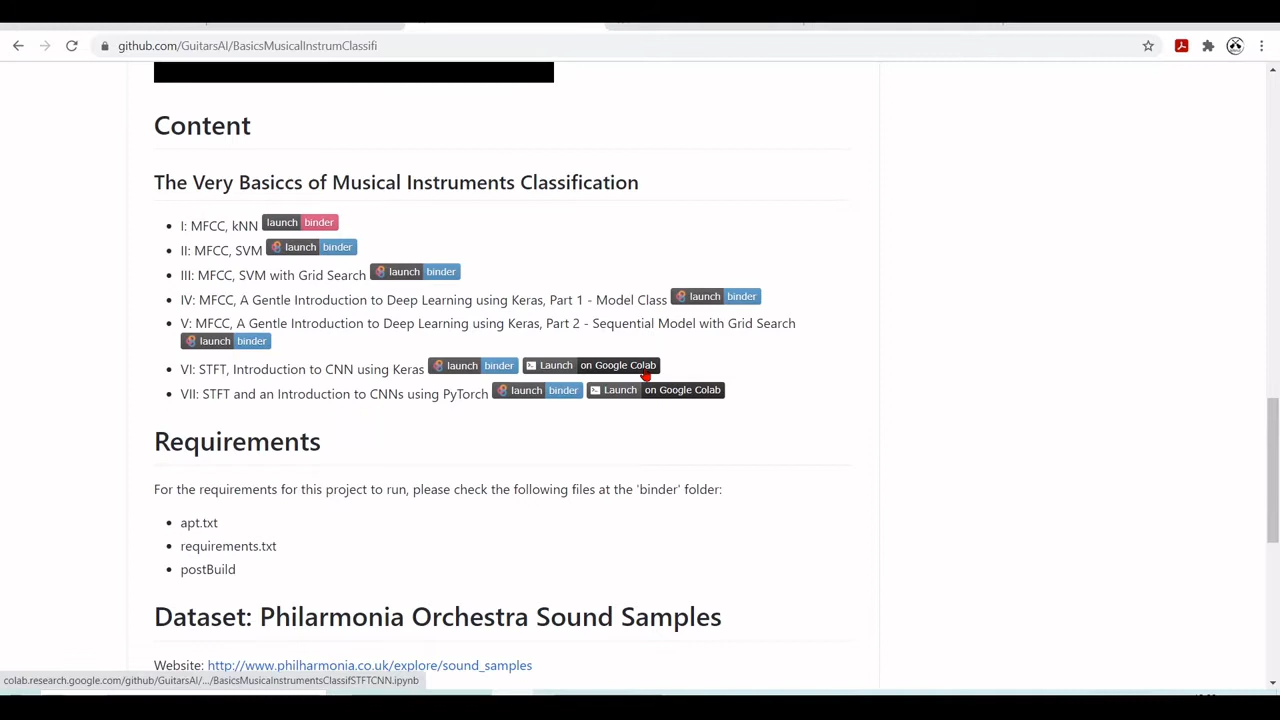 github.com/GuitarsAI/BasicsMusicalInstrumClassifi
Content
The Very Basiccs of Musical Instruments Classification
I: MFCC, kNN launch binder
II: MFCC, SVM launch binder
III: MFCC, SVM with Grid Search launch binder
IV: MFCC, A Gentle Introduction to Deep Learning using Keras, Part 1 - Model Class launch binder
V: MFCC, A Gentle Introduction to Deep Learning using Keras, Part 2 - Sequential Model with Grid Search
launch binder
VI: STFT, Introduction to CNN using Keras launch binder Launch on Google Colab
VII: STFT and an Introduction to CNNs using PyTorch launch binder Launch on Google Colab
Requirements
For the requirements for this project to run, please check the following files at the 'binder' folder:
apt.txt
requirements.txt
postBuild
Dataset: Philarmonia Orchestra Sound Samples
Website: http://www.philharmonia.co.uk/explore/sound_samples
colab.research.google.com/github/GuitarsAI/.../BasicsMusicalnstrumentsClassifSTFTCNN.ipynb